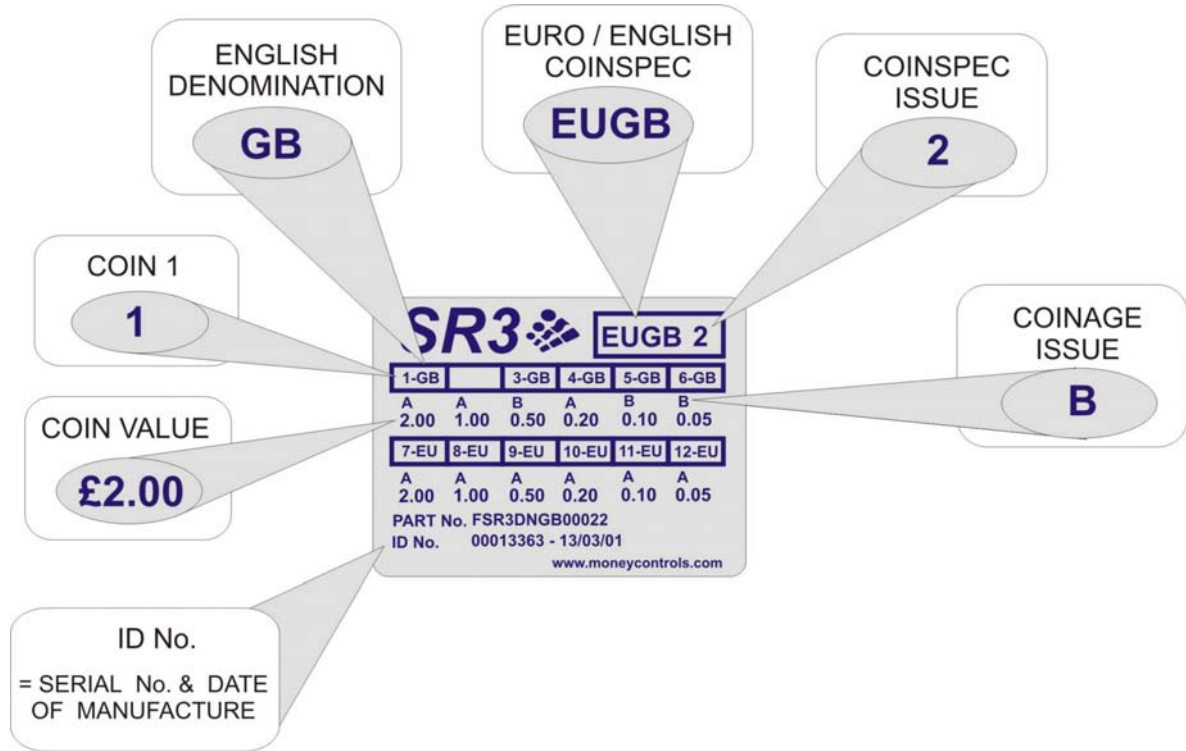 ENGLISH
DENOMINATION
GB
EURO / ENGLISH
COINSPEC
EUGB
COINSPEC
ISSUE
2
COIN 1
1
COIN VALUE
£2.00
COINAGE
ISSUE
B
SR3 EUGB 2
1-GB 3-GB 4-GB 5-GB 6-GB
A A B A B B
2.00 1.00 0.50 0.20 0.10 0.05
7-EU 8-EU 9-EU 10-EU 11-EU 12-EU
A A A A A A
2.00 1.00 0.50 0.20 0.10 0.05
PART No. FSR3DNGB00022
ID No. 00013363 - 13/03/01
www.moneycontrols.com
ID No.
= SERIAL No. & DATE
OF MANUFACTURE